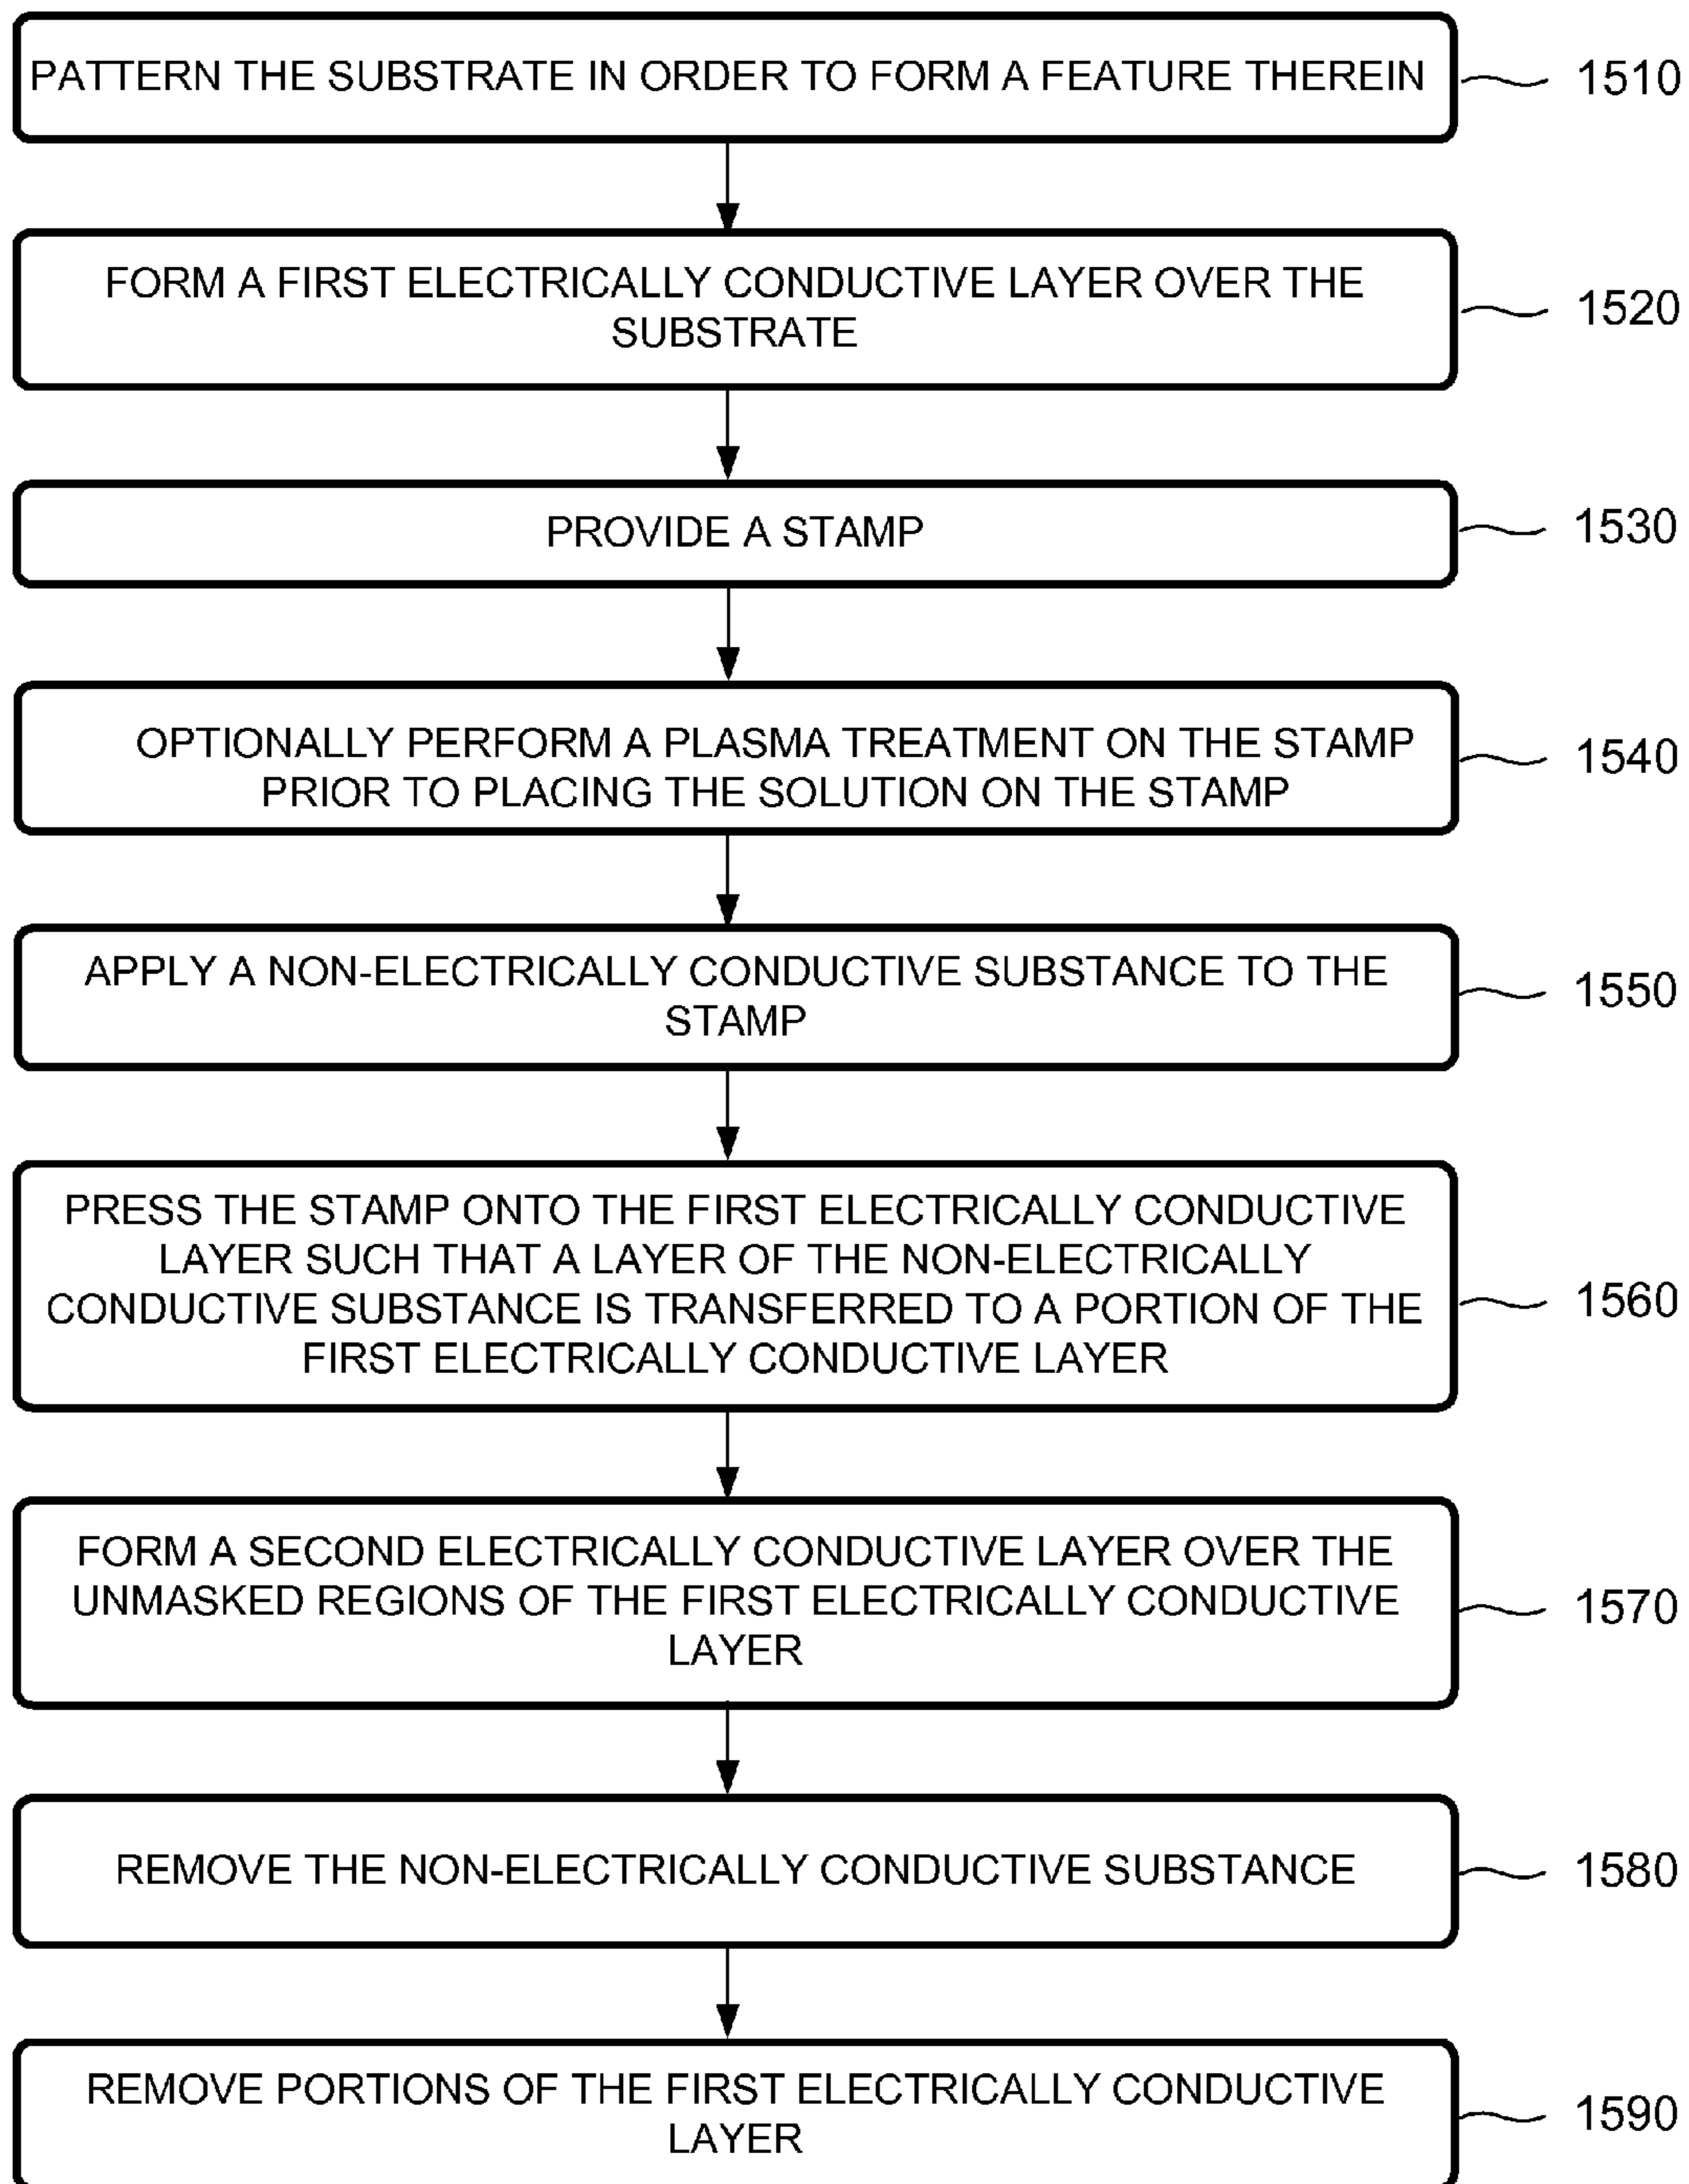 PATTERN THE SUBSTRATE IN ORDER TO FORM A FEATURE THEREIN
1510
FORM A FIRST ELECTRICALLY CONDUCTIVE LAYER OVER THE
SUBSTRATE
1520
PROVIDE A STAMP
1530
OPTIONALLY PERFORM A PLASMA TREATMENT ON THE STAMP
PRIOR TO PLACING THE SOLUTION ON THE STAMP
1540
APPLY A NON-ELECTRICALLY CONDUCTIVE SUBSTANCE TO THE
STAMP
1550
PRESS THE STAMP ONTO THE FIRST ELECTRICALLY CONDUCTIVE
LAYER SUCH THAT A LAYER OF THE NON-ELECTRICALLY
CONDUCTIVE SUBSTANCE IS TRANSFERRED TO A PORTION OF THE
FIRST ELECTRICALLY CONDUCTIVE LAYER
1560
FORM A SECOND ELECTRICALLY CONDUCTIVE LAYER OVER THE
UNMASKED REGIONS OF THE FIRST ELECTRICALLY CONDUCTIVE
LAYER
1570
REMOVE THE NON-ELECTRICALLY CONDUCTIVE SUBSTANCE
1580
REMOVE PORTIONS OF THE FIRST ELECTRICALLY CONDUCTIVE
LAYER
1590